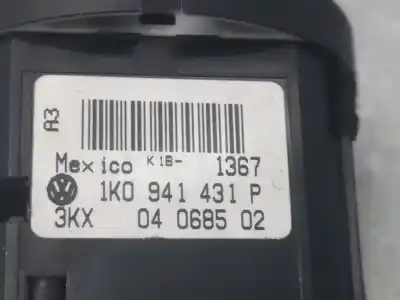 A3
Mexico K18- 1367
1K0 941 431 P
3KX 04 0685 02